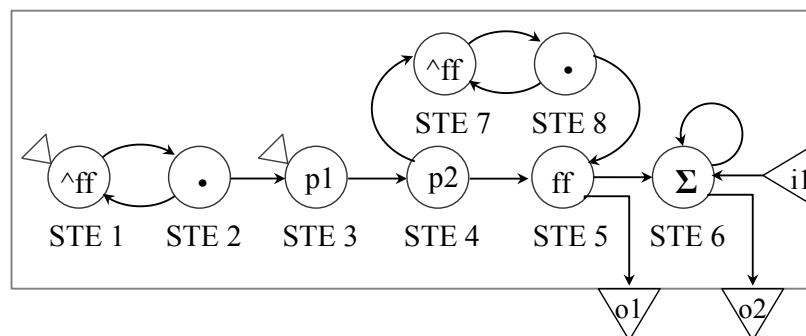 ^ff
.
STE 7
STE 8
^ff
.
p1
p2
ff
Σ
i1
STE 1
STE 2
STE 3
STE 4
STE 5
STE 6
o1
o2